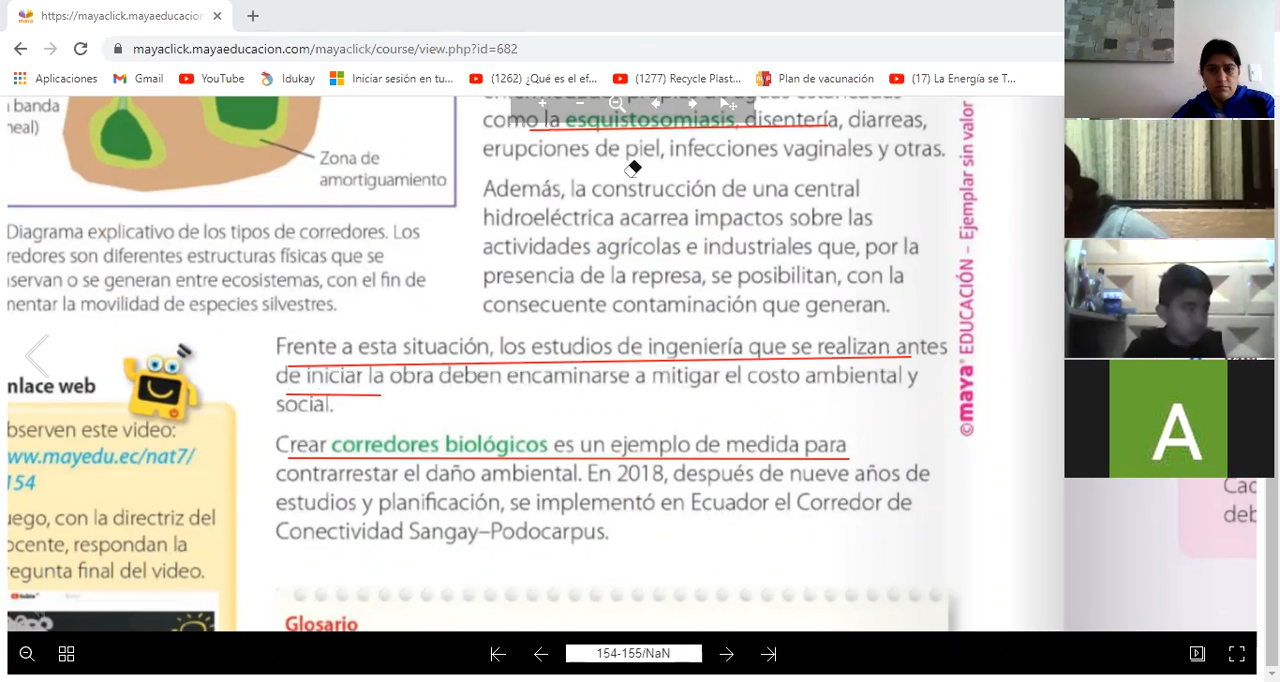 https://mayaclick.mayaeducacion
mayaclick.mayaeducacion.com/mayaclick/course/view.php?id=682
Aplicaciones
Gmail
YouTube
Idukay
Iniciar sesión en tu...
(1262) ¿Qué es el ef...
(1277) Recycle Plast...
Plan de vacunación
(17) La Energía se T...
banda
neal)
Zona de
amortiguamiento
Diagrama explicativo de los tipos de corredores. Los
redores son diferentes estructuras físicas que se
servan o se generan entre ecosistemas, con el fin de
mentar la movilidad de especies silvestres.
como la esquistosomiasis, disentería, diarreas,
erupciones de piel, infecciones vaginales y otras.
Además, la construcción de una central
hidroeléctrica acarrea impactos sobre las
actividades agrícolas e industriales que, por la
presencia de la represa, se posibilitan, con la
consecuente contaminación que generan.
Frente a esta situación, los estudios de ingeniería que se realizan antes
de iniciar la obra deben encaminarse a mitigar el costo ambiental y
social.
Crear corredores biológicos es un ejemplo de medida para
contrarrestar el daño ambiental. En 2018, después de nueve años de
estudios y planificación, se implementó en Ecuador el Corredor de
Conectividad Sangay–Podocarpus.
©maya® EDUCACIÓN – Ejemplar sin valor
nlace web
bserven este video:
ww.mayedu.ec/nat7/
154
uego, con la directriz del
ocente, respondan la
regunta final del video.
Glosario
A
Cad
deb
154-155/NaN